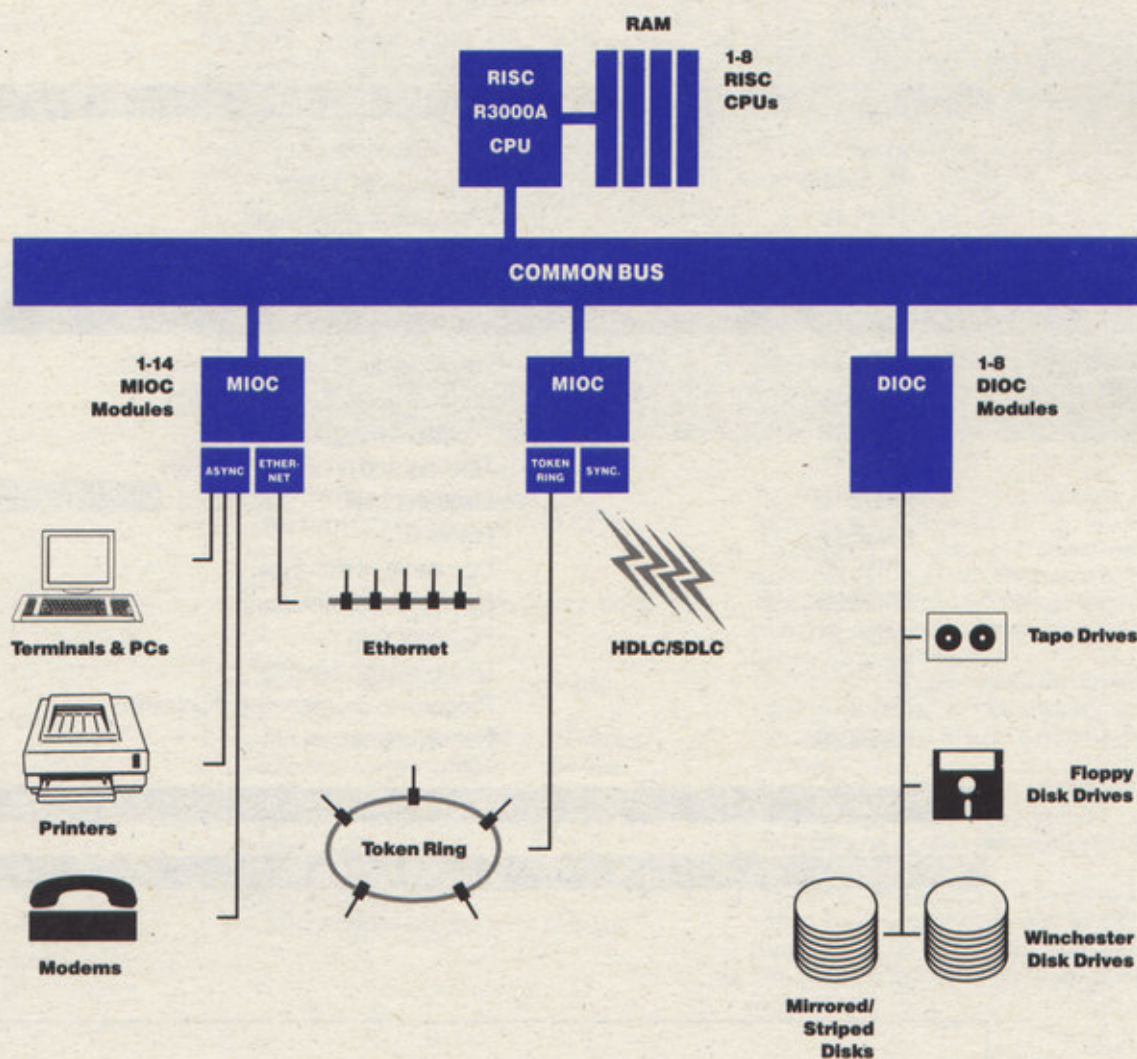 RAM
RISC
R3000A
CPU
1-8
RISC
CPUs
COMMON BUS
1-14
MIOC
Modules
MIOC
MIOC
DIOC
1-8
DIOC
Modules
ASYNC
ETHER-
NET
TOKEN
RING
SYNC.
Terminals & PCs
Ethernet
HDLC/SDLC
Tape Drives
Printers
Token Ring
Floppy
Disk Drives
Modems
Winchester
Disk Drives
Mirrored/
Striped
Disks